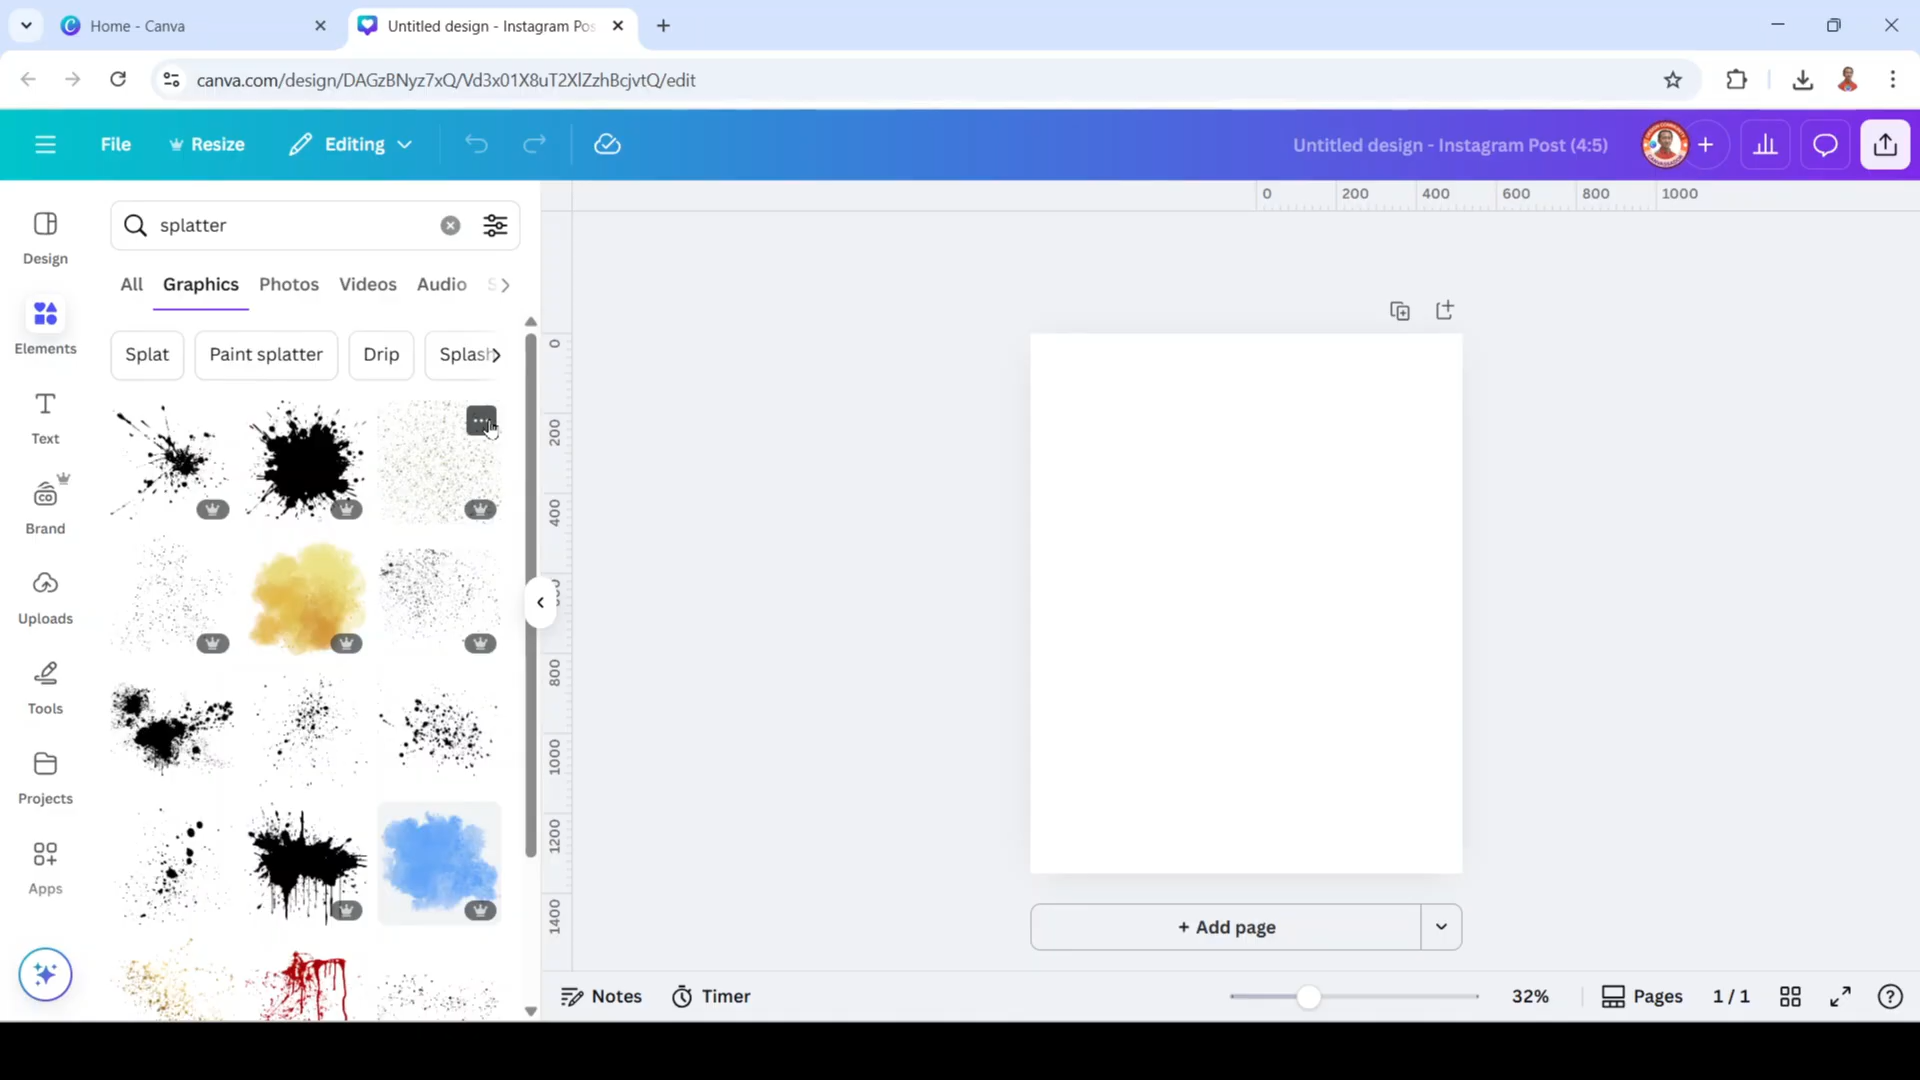 Home - Canva
Untitled design - Instagram Pos
canva.com/design/DAGzBNyz7xQ/Vd3x01X8uT2XlZzhBcjvtQ/edit
File
Resize
Editing
Untitled design - Instagram Post (4:5)
Design
Elements
Text
Brand
Uploads
Tools
Projects
Apps
splatter
All
Graphics
Photos
Videos
Audio
S
Splat
Paint splatter
Drip
Splash
0
200
400
600
800
1000
0
200
400
800
1000
1200
1400
+ Add page
Notes
Timer
32%
Pages
1 / 1